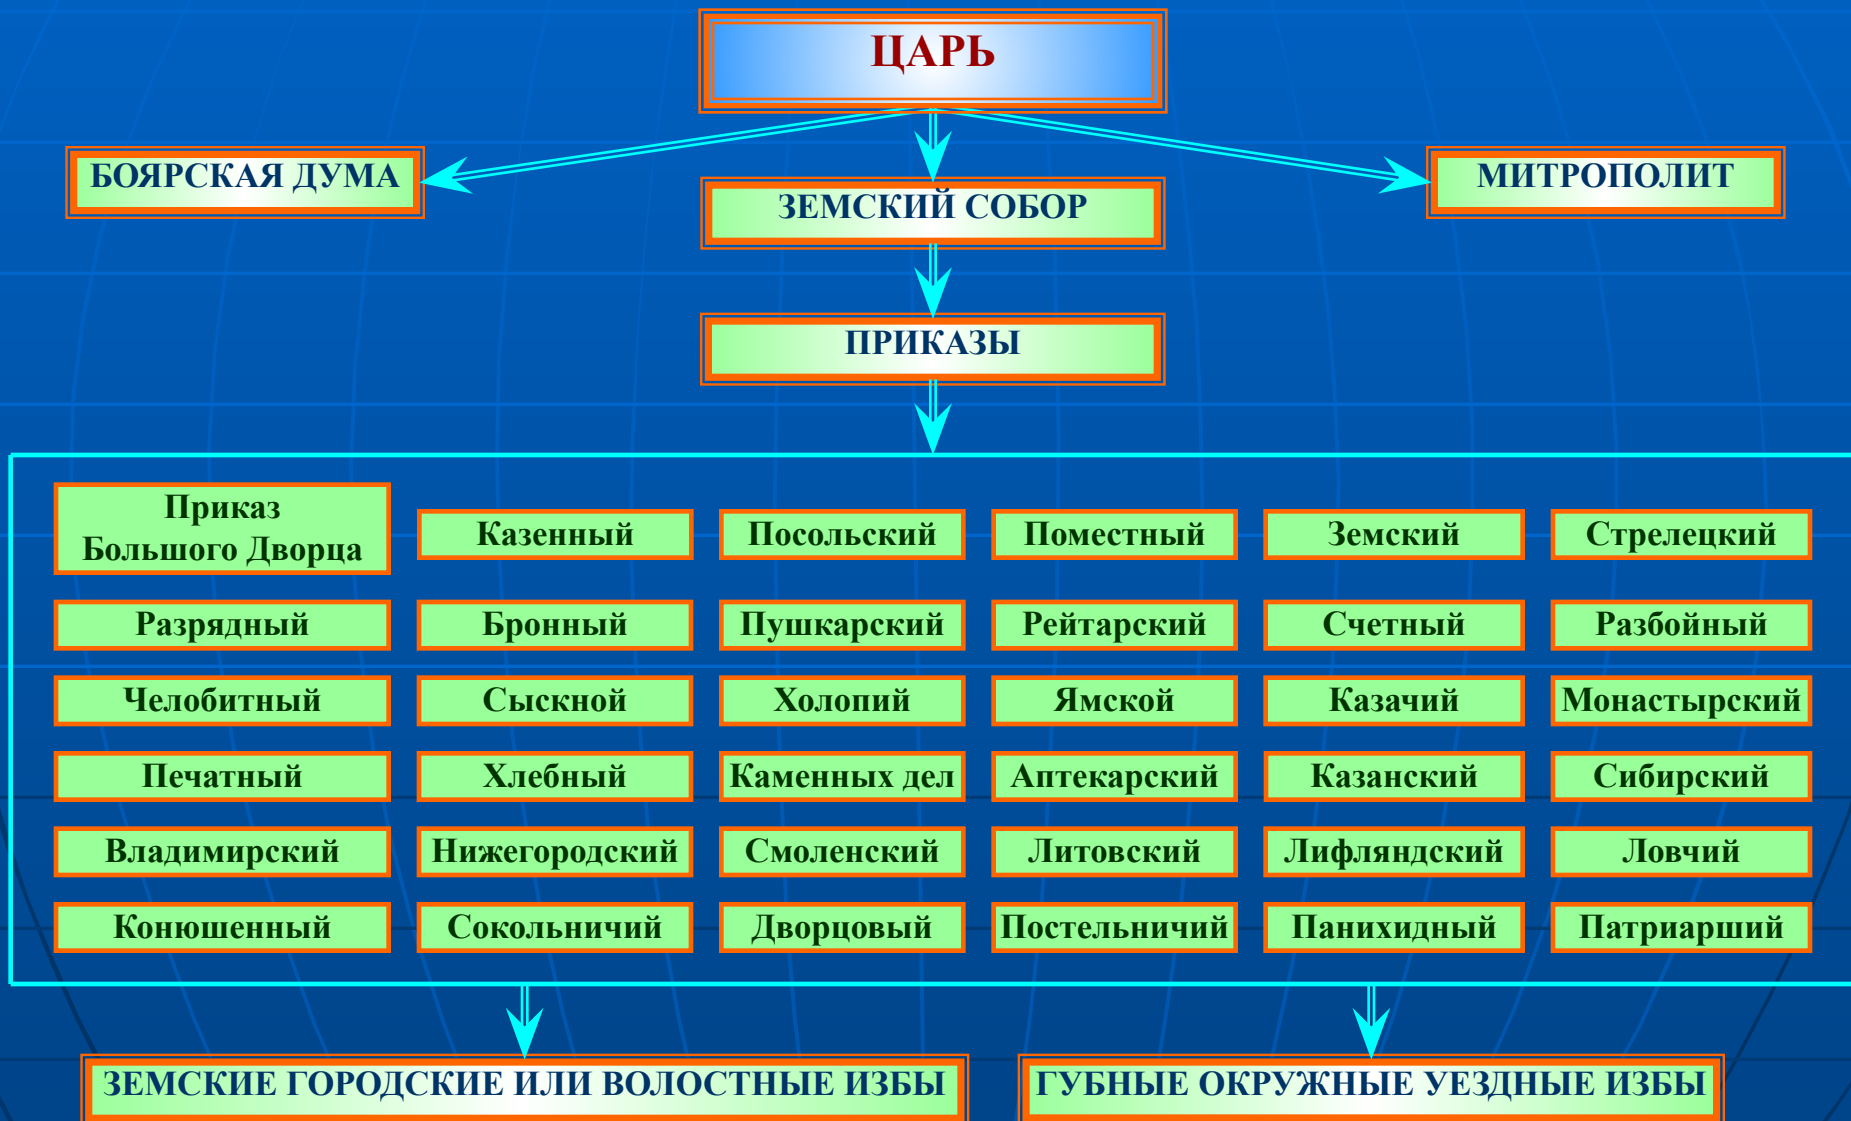 ЦАРЬ
БОЯРСКАЯ ДУМА
ЗЕМСКИЙ СОБОР
МИТРОПОЛИТ
ПРИКАЗЫ
Приказ
Большого Дворца
Казенный
Посольский
Поместный
Земский
Стрелецкий
Разрядный
Бронный
Пушкарский
Рейтарский
Счетный
Разбойный
Челобитный
Сыскной
Холопий
Ямской
Казачий
Монастырский
Печатный
Хлебный
Каменных дел
Аптекарский
Казанский
Сибирский
Владимирский
Нижегородский
Смоленский
Литовский
Лифляндский
Ловчий
Конюшенный
Сокольничий
Дворцовый
Постельничий
Панихидный
Патриарший
ЗЕМСКИЕ ГОРОДСКИЕ ИЛИ ВОЛОСТНЫЕ ИЗБЫ
ГУБНЫЕ ОКРУЖНЫЕ УЕЗДНЫЕ ИЗБЫ